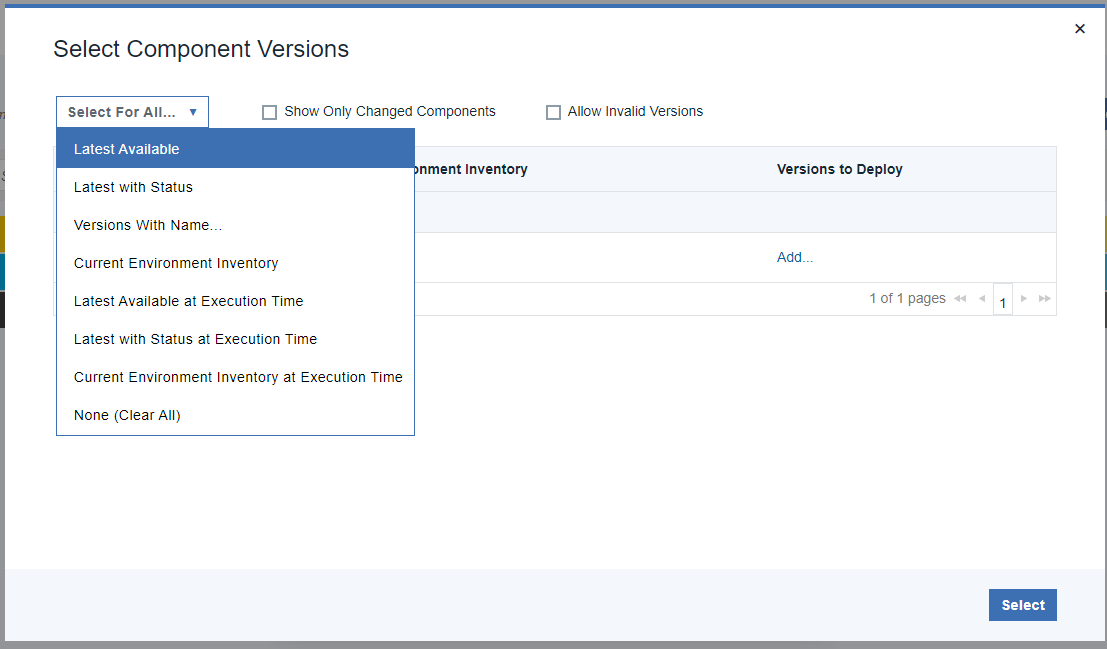 Select Component Versions
Select For All...
Show Only Changed Components
Allow Invalid Versions
Latest Available
Latest with Status
Versions With Name...
Current Environment Inventory
Latest Available at Execution Time
Latest with Status at Execution Time
Current Environment Inventory at Execution Time
None (Clear All)
Inventory
Versions to Deploy
Add...
1 of 1 pages
1
Select